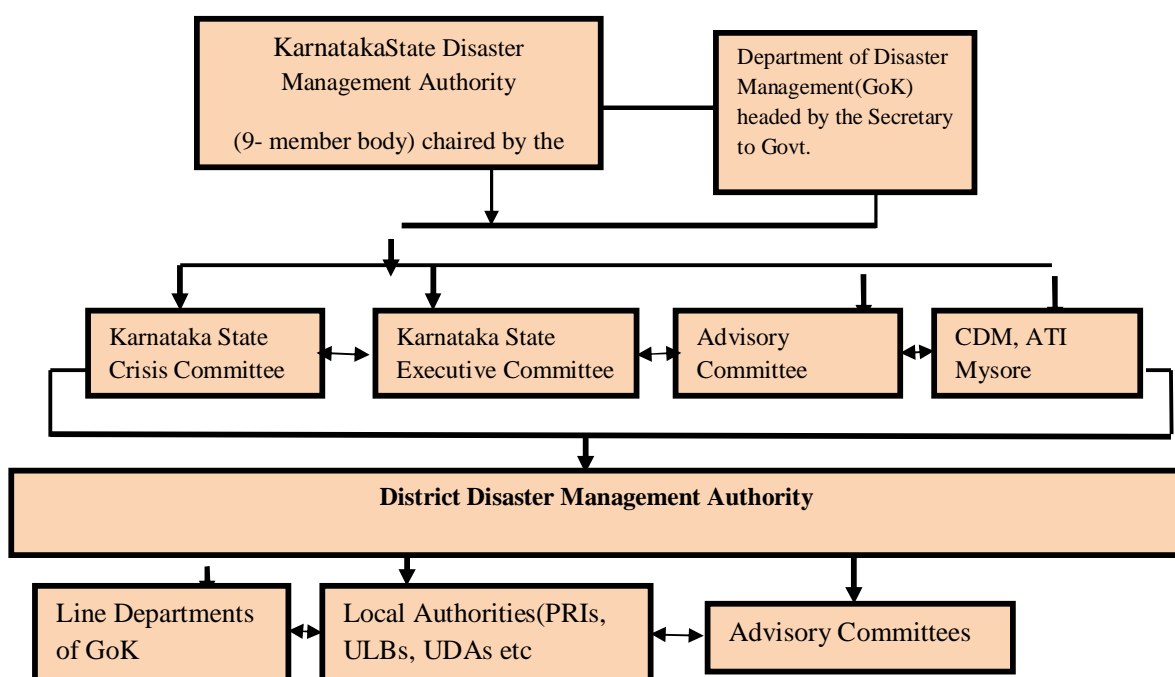 KarnatakaState Disaster
Management Authority
(9- member body) chaired by the
Department of Disaster
Management(GoK)
headed by the Secretary
to Govt.
Karnataka State
Crisis Committee
Karnataka State
Executive Committee
Advisory
Committee
CDM, ATI
Mysore
District Disaster Management Authority
Line Departments
of GoK
Local Authorities(PRIs,
ULBs, UDAs etc
Advisory Committees